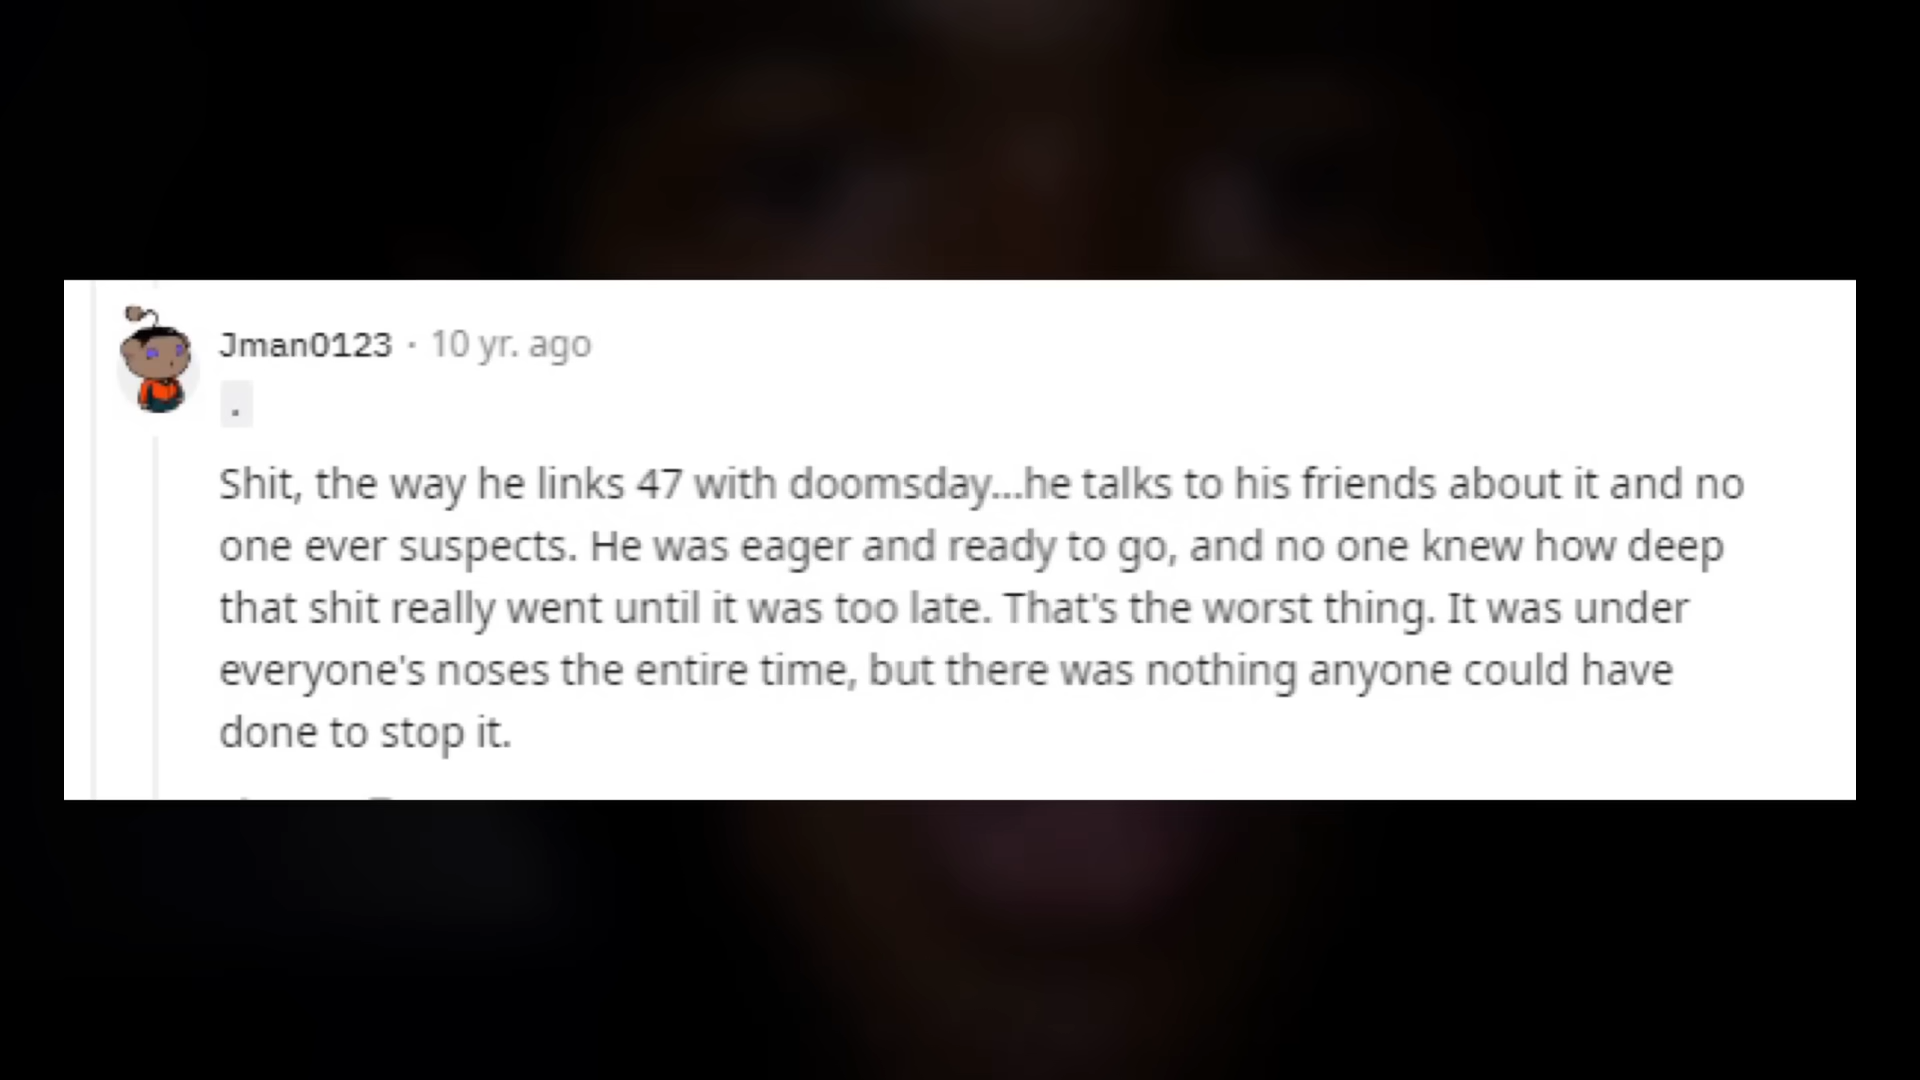 Jman0123 · 10 yr. ago
.
Shit, the way he links 47 with doomsday...he talks to his friends about it and no
one ever suspects. He was eager and ready to go, and no one knew how deep
that shit really went until it was too late. That's the worst thing. It was under
everyone's noses the entire time, but there was nothing anyone could have
done to stop it.